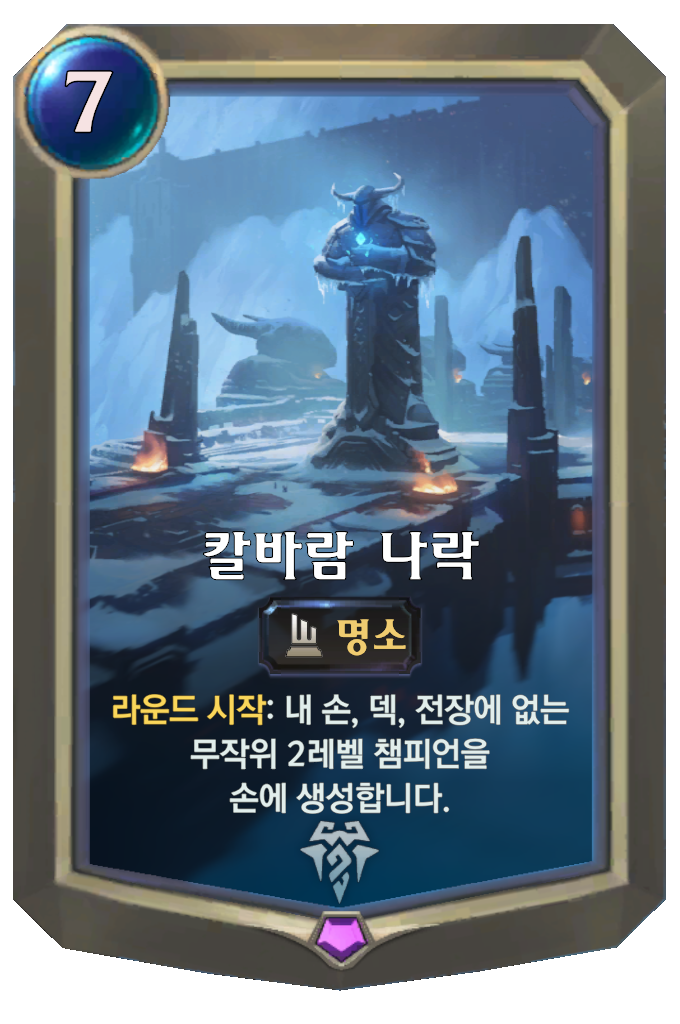 7
칼바람 나락
명소
라운드 시작: 내 손, 덱, 전장에 없는
무작위 2레벨 챔피언을
손에 생성합니다.